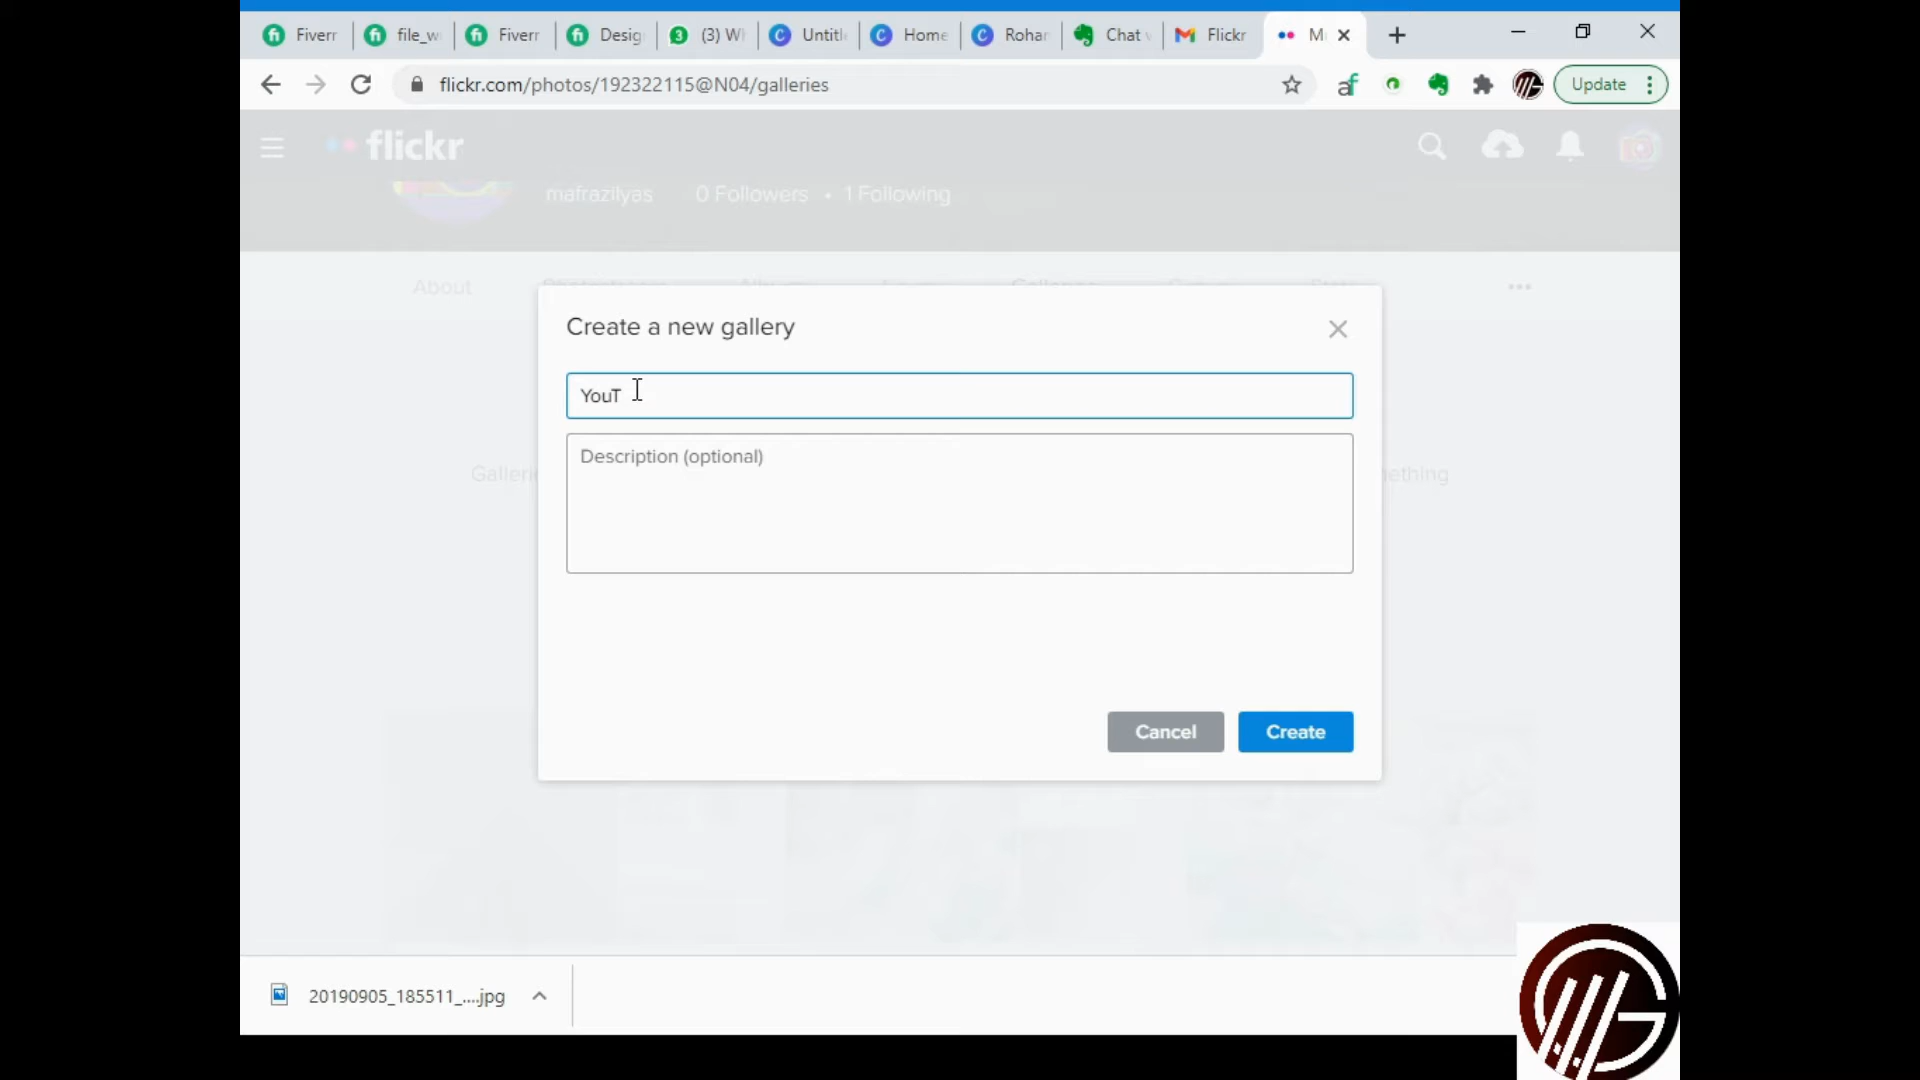 Fiverr file_w Fiverr Desig (3) W Untitl Home Rohan Chat Flickr M
flickr.com/photos/192322115@N04/galleries
Update
flickr
mafrazilyas 0 Followers • 1 Following
About Galleries
Create a new gallery
YouT
Description (optional)
Cancel
Create
20190905_185511_....jpg